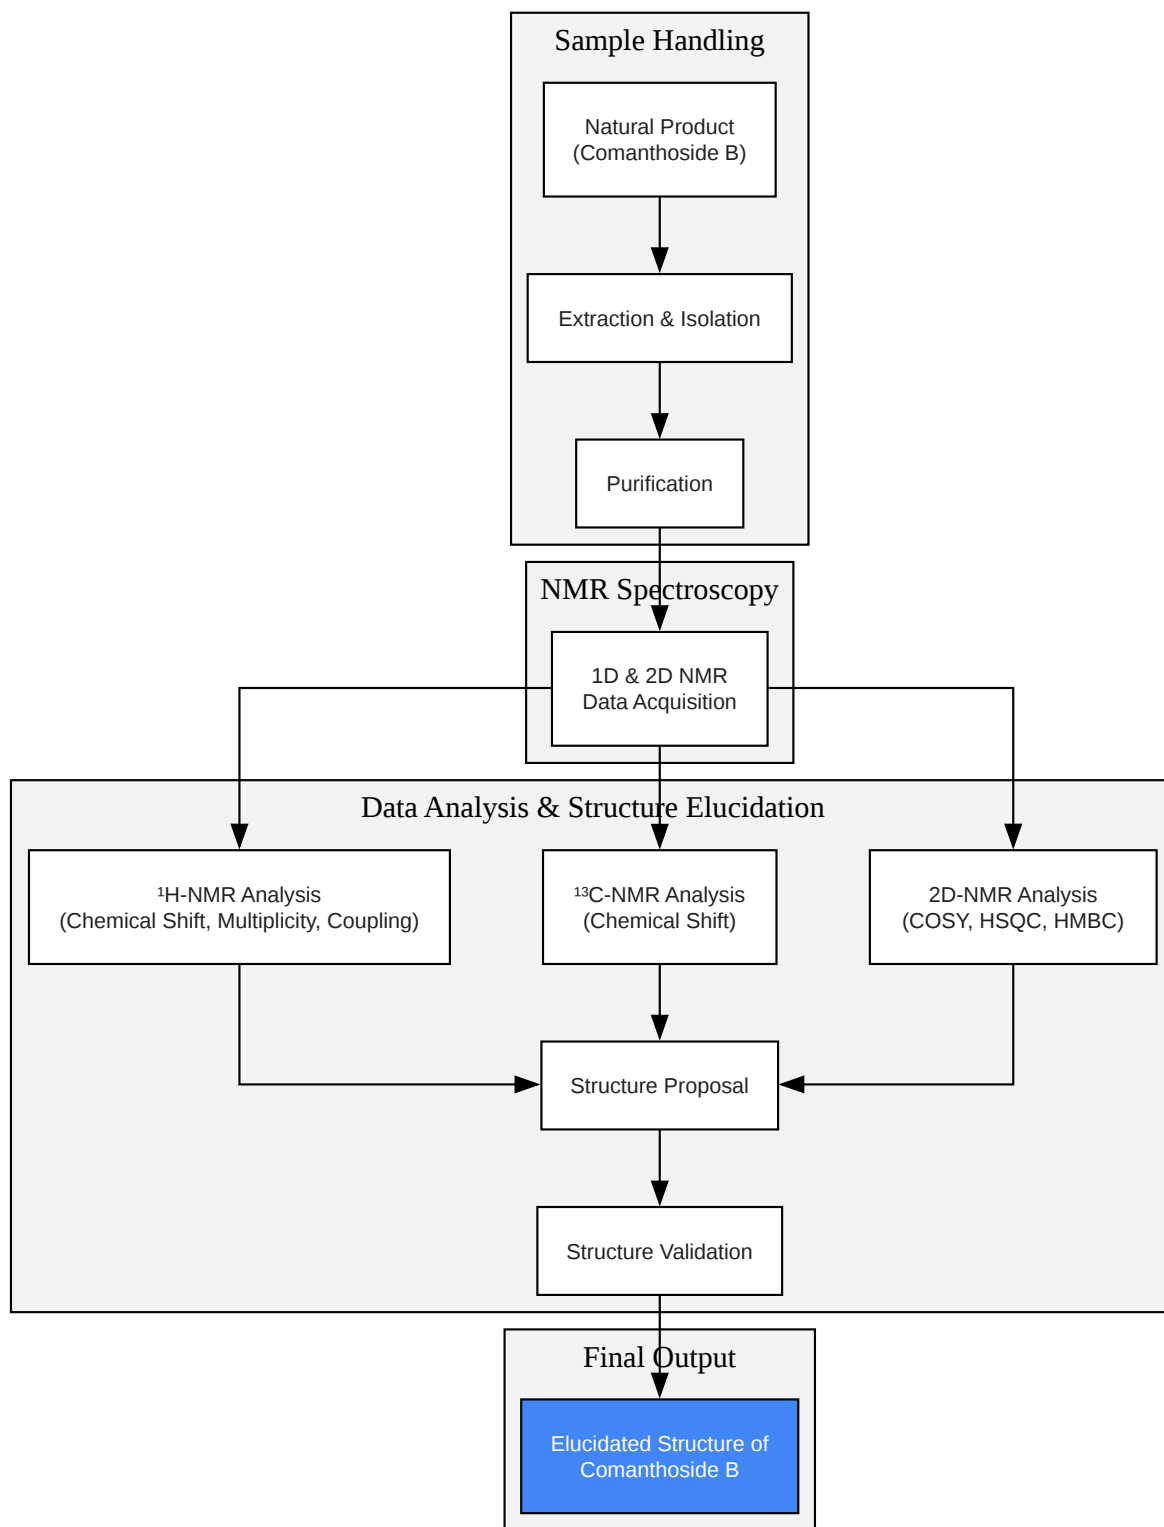 Sample Handling
Natural Product
(Comanthoside B)
Extraction & Isolation
Purification
NMR Spectroscopy
1D & 2D NMR
Data Acquisition
Data Analysis & Structure Elucidation
¹H-NMR Analysis
(Chemical Shift, Multiplicity, Coupling)
¹³C-NMR Analysis
(Chemical Shift)
2D-NMR Analysis
(COSY, HSQC, HMBC)
Structure Proposal
Structure Validation
Final Output
Elucidated Structure of
Comanthoside B